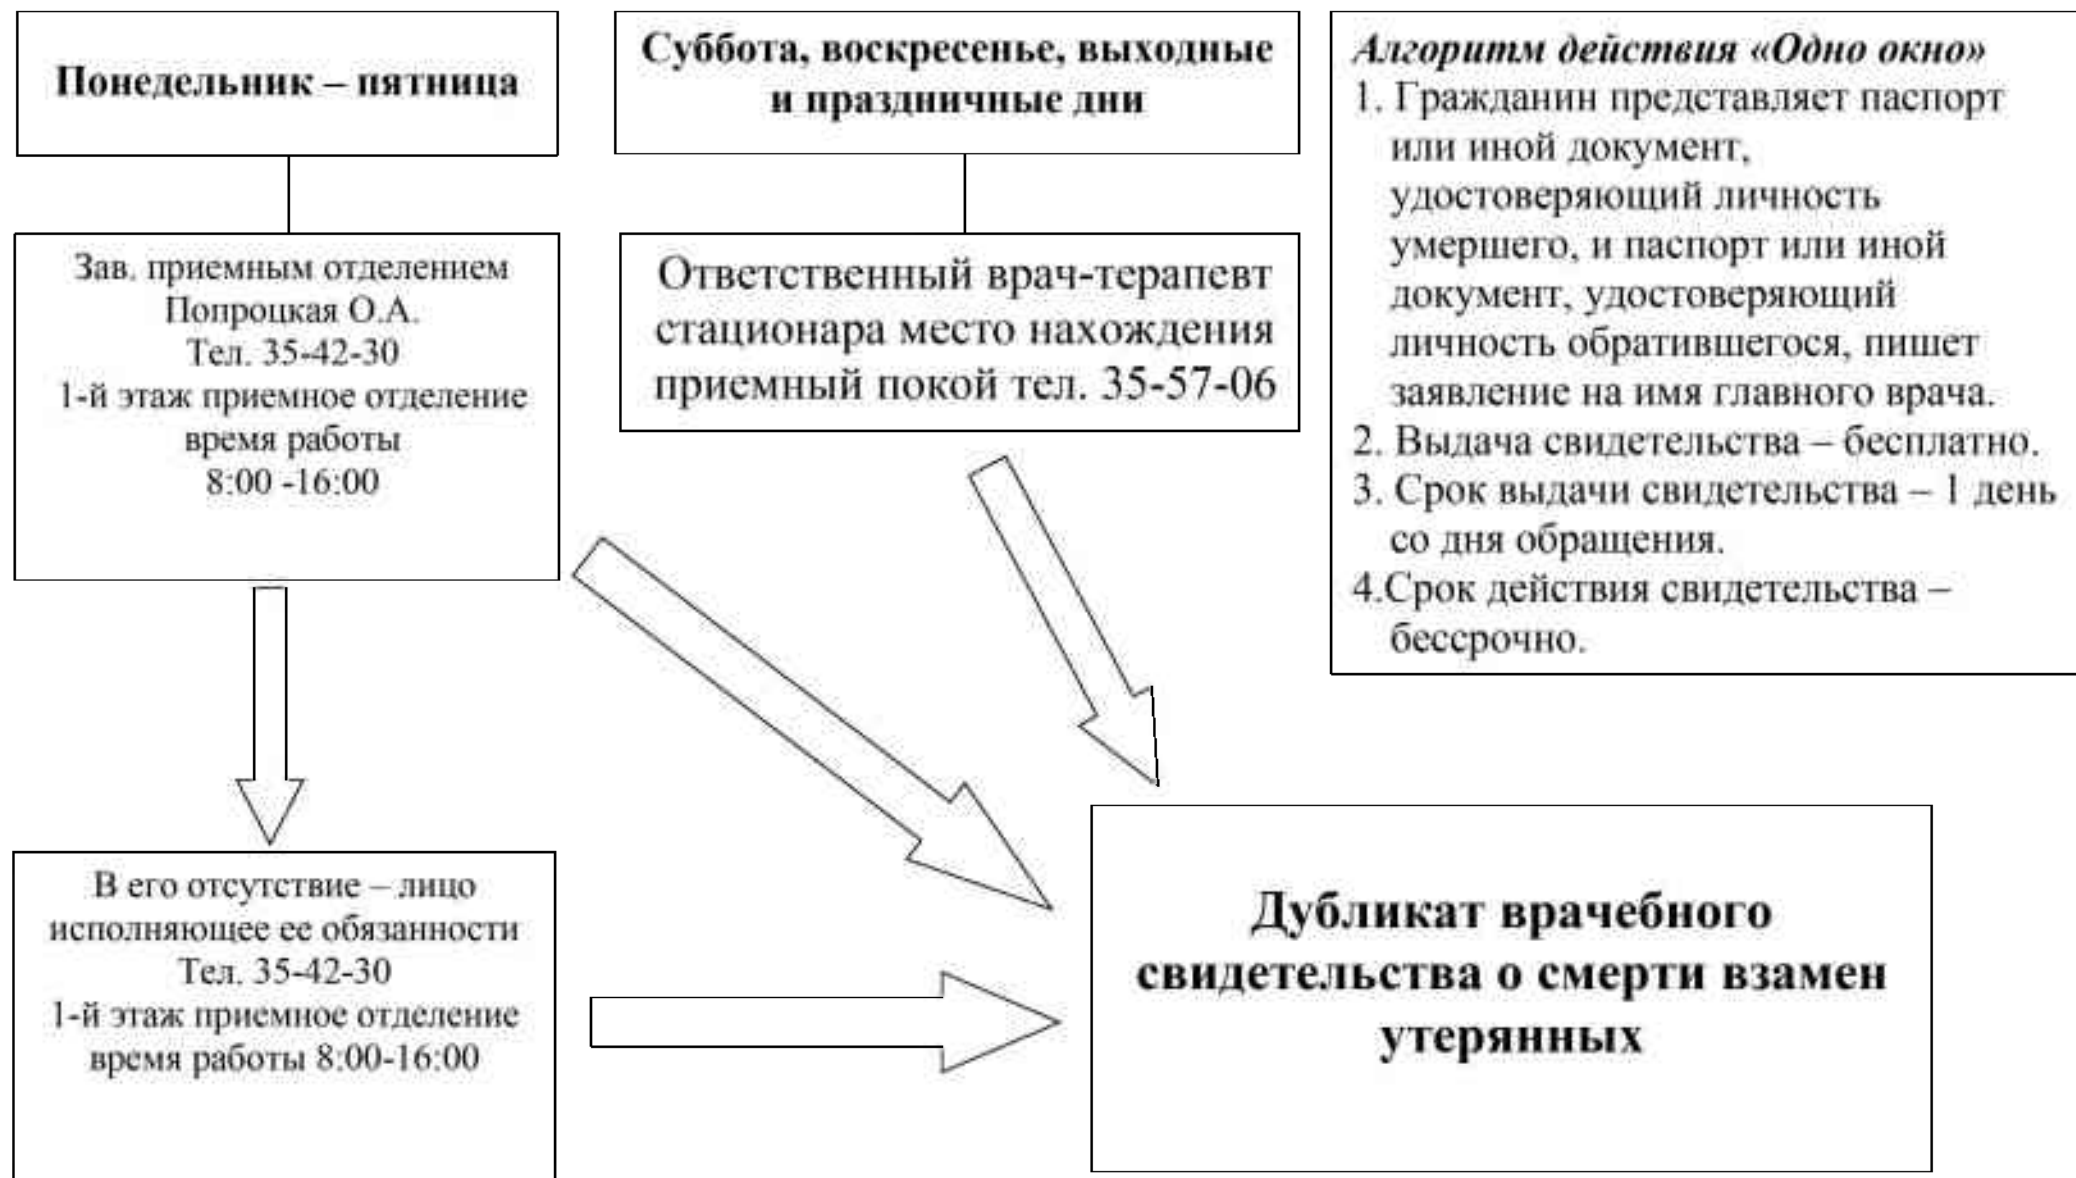 Понедельник – пятница
Суббота, воскресенье, выходные
и праздничные дни
Алгоритм действия «Одно окно»
1. Гражданин представляет паспорт
или иной документ,
удостоверяющий личность
умершего, и паспорт или иной
документ, удостоверяющий
личность обратившегося, пишет
заявление на имя главного врача.
2. Выдача свидетельства – бесплатно.
3. Срок выдачи свидетельства – 1 день
со дня обращения.
4.Срок действия свидетельства –
бессрочно.
Зав. приемным отделением
Попроцкая О.А.
Тел. 35-42-30
1-й этаж приемное отделение
время работы
8:00 -16:00
Ответственный врач-терапевт
стационара место нахождения
приемный покой тел. 35-57-06
В его отсутствие – лицо
исполняющее ее обязанности
Тел. 35-42-30
1-й этаж приемное отделение
время работы 8:00-16:00
Дубликат врачебного
свидетельства о смерти взамен
утерянных